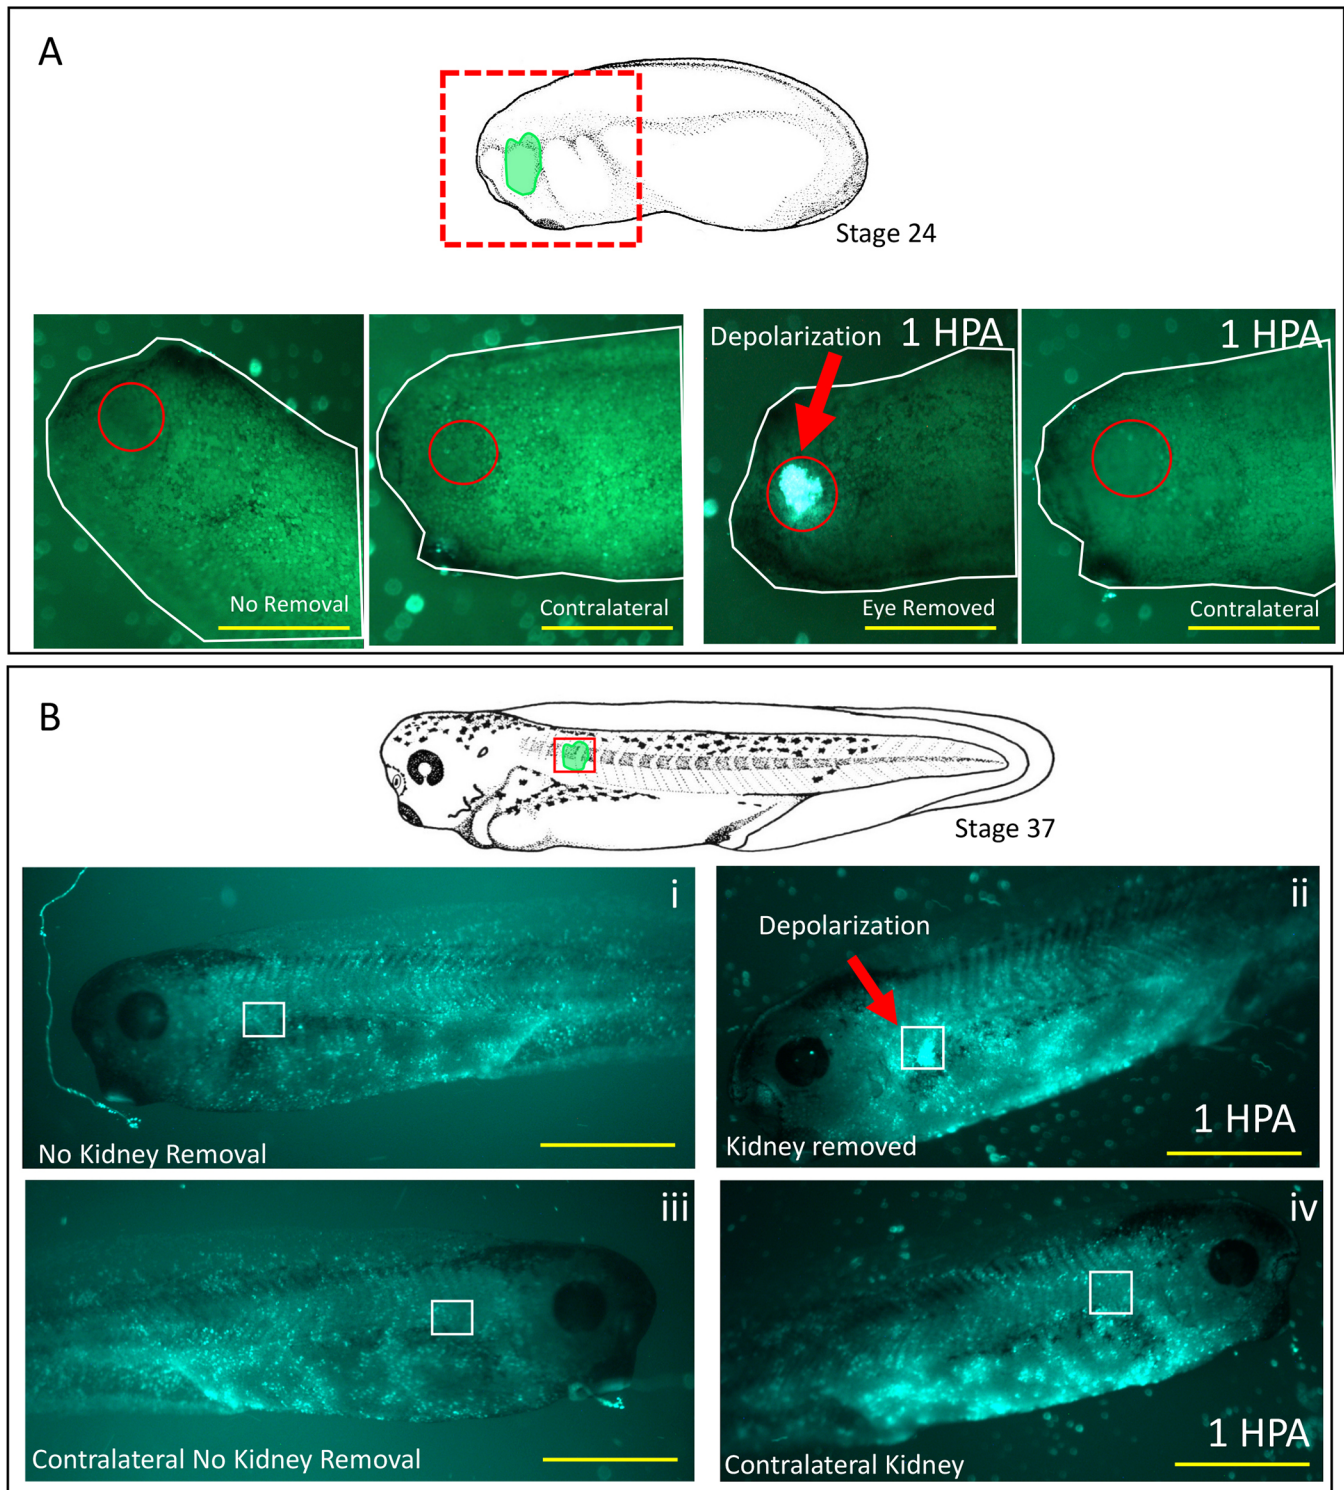 A
Stage 24
No Removal
Contralateral
Depolarization
1 HPA
Eye Removed
1 HPA
Contralateral
B
Stage 37
i
No Kidney Removal
ii
Depolarization
1 HPA
Kidney removed
iii
Contralateral No Kidney Removal
iv
1 HPA
Contralateral Kidney